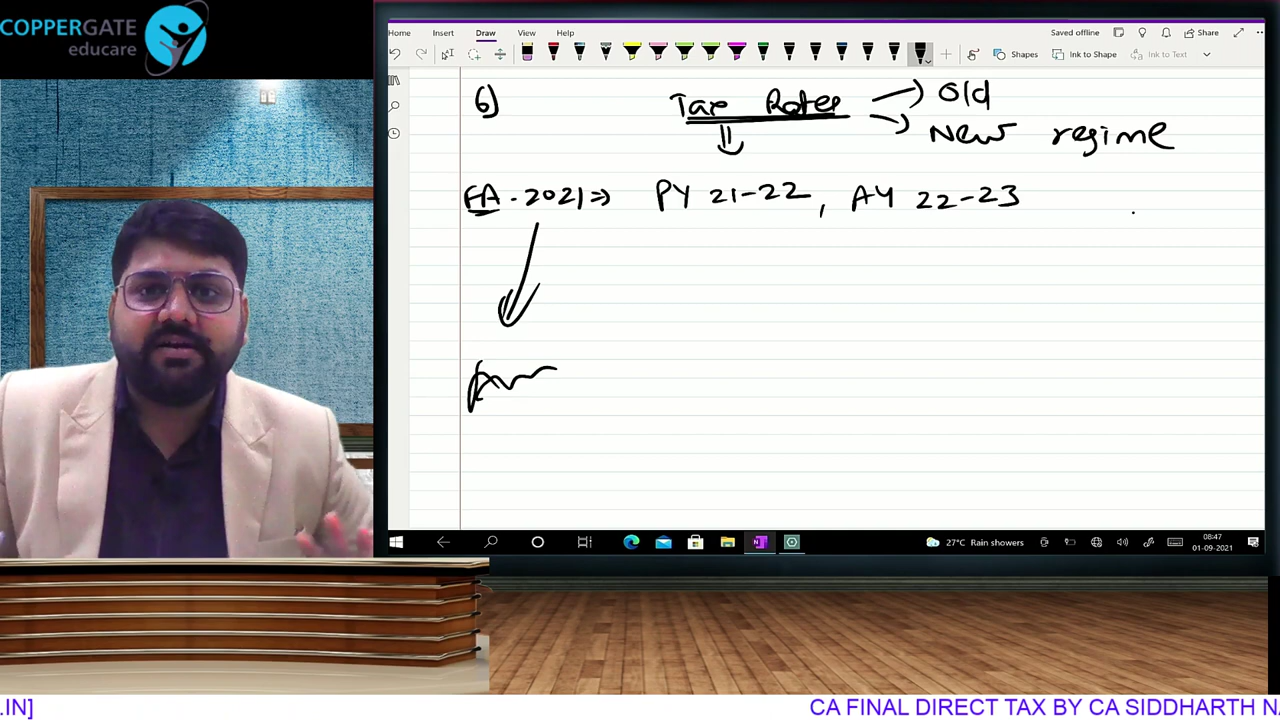 COPPERGATE
educare
Home Insert Draw View Help
Saved offline
Share
Shapes
Ink to Shape
Ink to Text
6) Tax Rates → Old
→ New regime
FA - 2021 ⇒ PY 21-22, AY 22-23
27°C Rain showers
08:47
01-09-2021
.IN]
CA FINAL DIRECT TAX BY CA SIDDHARTH